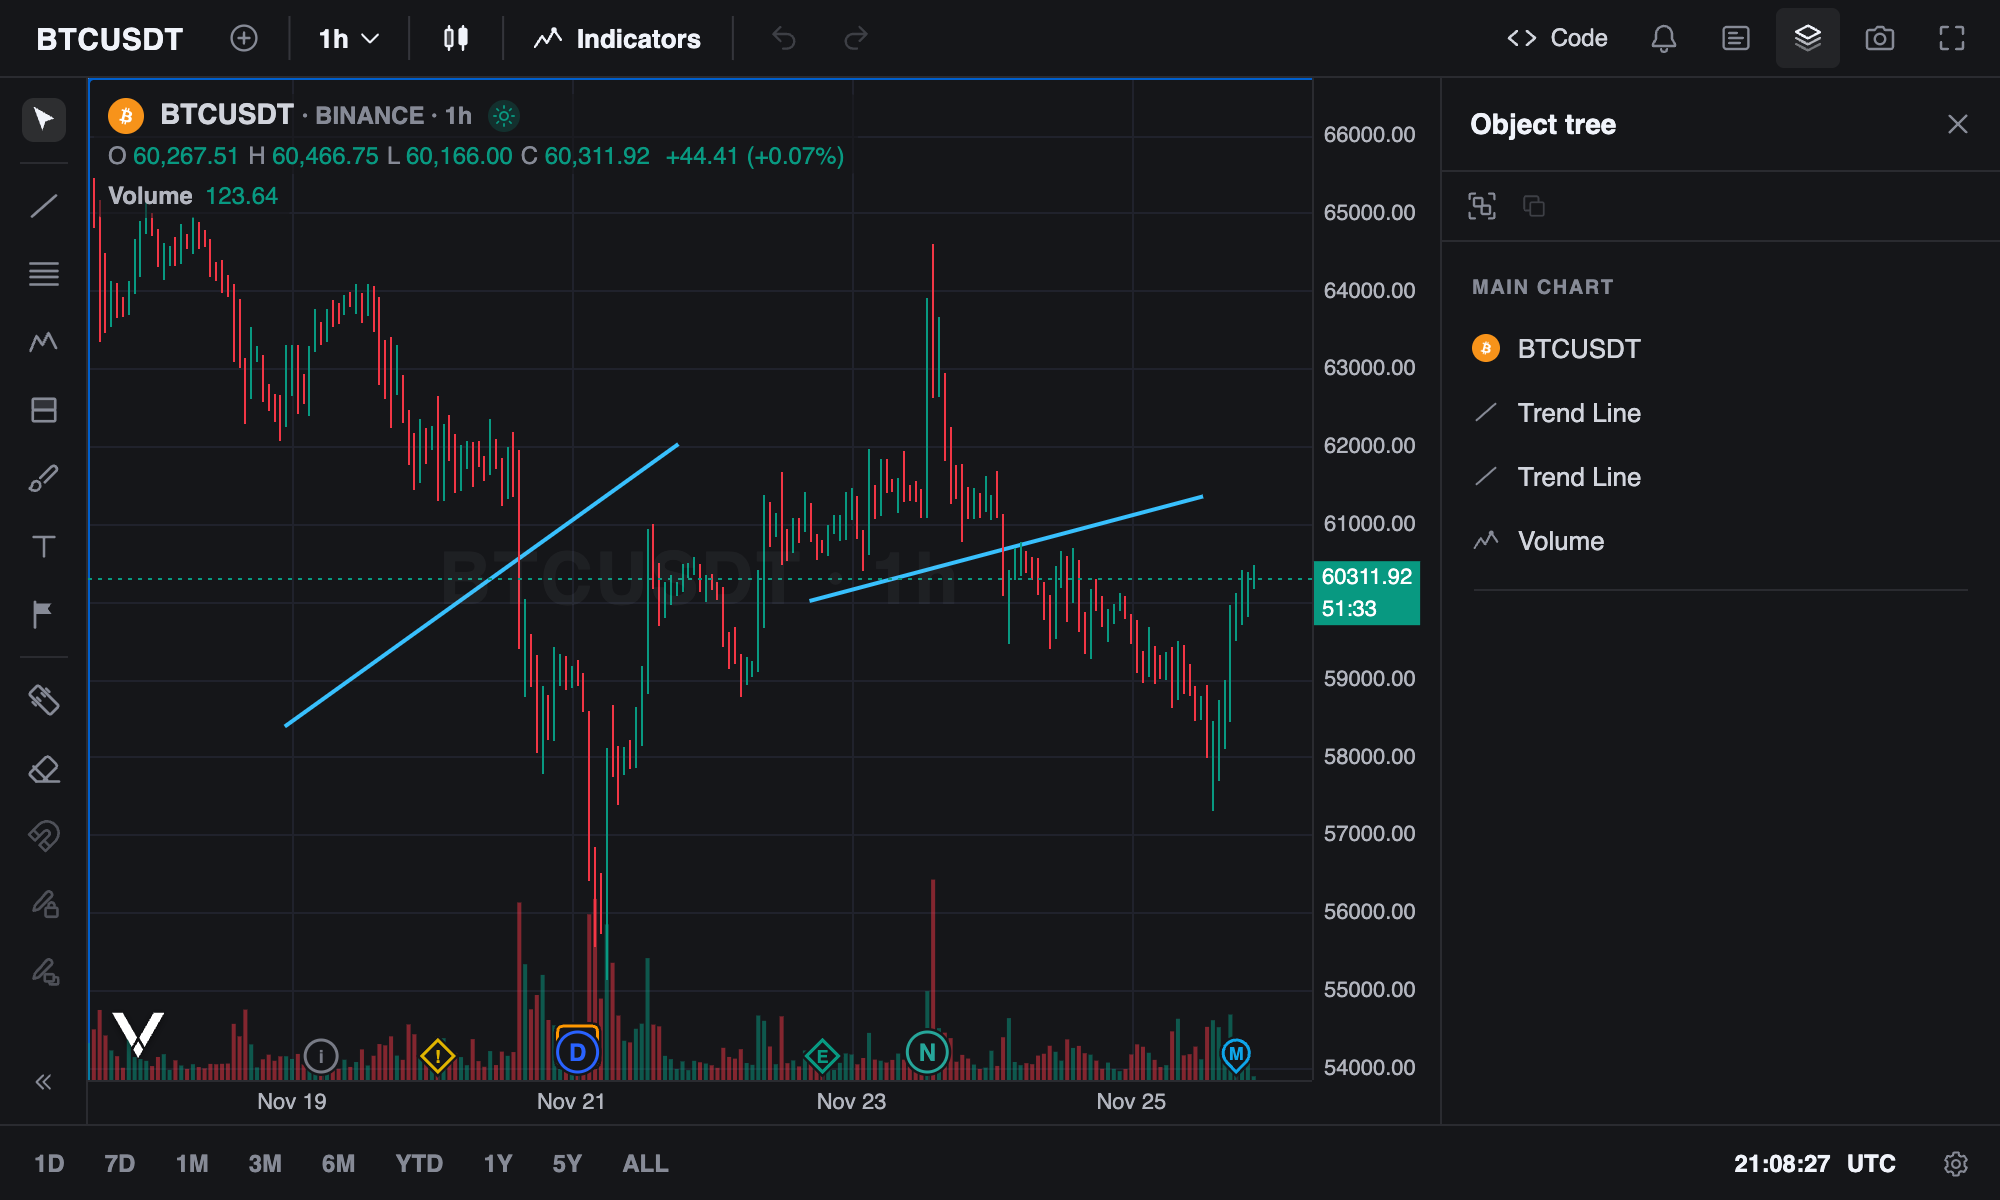 BTCUSDT 1h Indicators Code
BTCUSDT · BINANCE · 1h
O 60,267.51 H 60,466.75 L 60,166.00 C 60,311.92 +44.41 (+0.07%)
Volume 123.64
BTCUSDT · 1h
66000.00
65000.00
64000.00
63000.00
62000.00
61000.00
60311.92
51:33
59000.00
58000.00
57000.00
56000.00
55000.00
54000.00
i ! D E N M
Nov 19 Nov 21 Nov 23 Nov 25
Object tree
MAIN CHART
BTCUSDT
Trend Line
Trend Line
Volume
1D 7D 1M 3M 6M YTD 1Y 5Y ALL
21:08:27 UTC